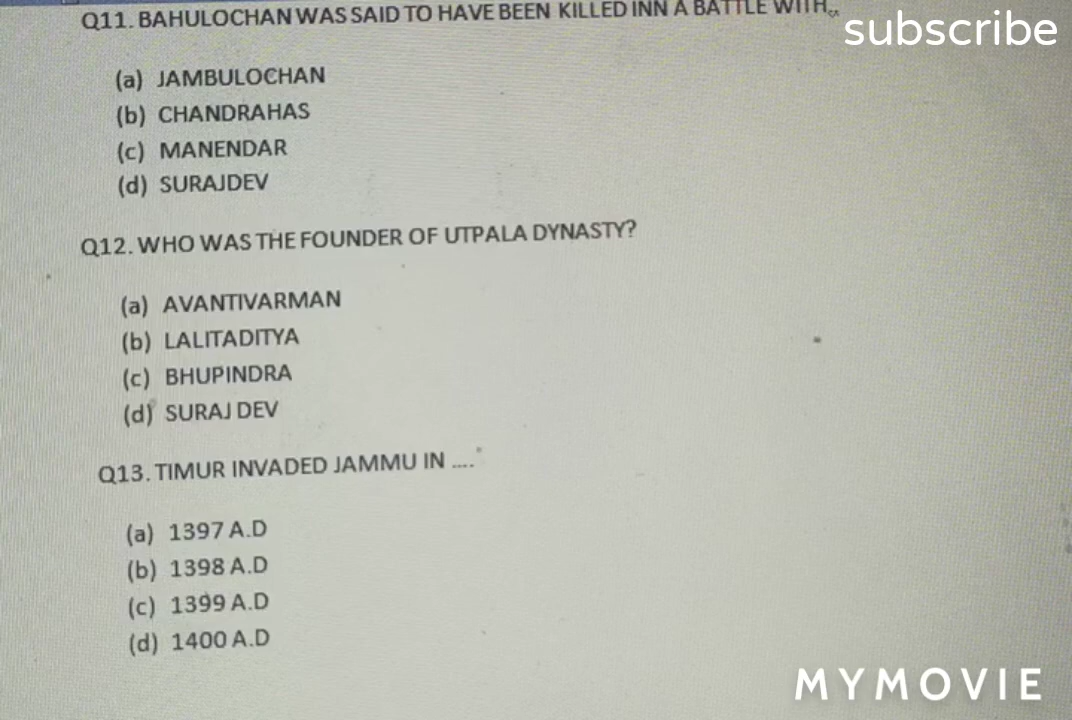 Q11. BAHULOCHAN WAS SAID TO HAVE BEEN KILLED INN A BATTLE WITH..
subscribe
(a) JAMBULOCHAN
(b) CHANDRAHAS
(c) MANENDAR
(d) SURAJDEV
Q12. WHO WAS THE FOUNDER OF UTPALA DYNASTY?
(a) AVANTIVARMAN
(b) LALITADITYA
(c) BHUPINDRA
(d) SURAJ DEV
Q13. TIMUR INVADED JAMMU IN ....
(a) 1397 A.D
(b) 1398 A.D
(c) 1399 A.D
(d) 1400 A.D
MYMOVIE